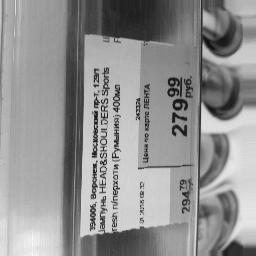 394006, Воронеж, Московский пр-т, 129/1
Шампунь HEAD&SHOULDERS Sports
Fresh п/перхоти (Румыния) 400мл
Цена по карте ЛЕНТА
279 99
руб.
294 79